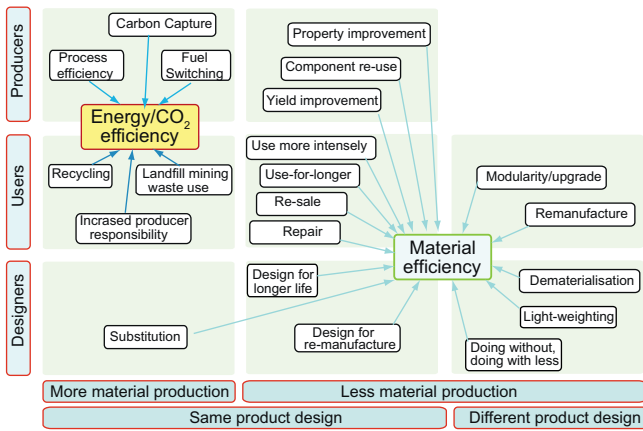 Producers
Carbon Capture
Process
efficiency
Fuel
Switching
Energy/CO2
efficiency
Property improvement
Component re-use
Yield improvement
Users
Recycling
Landfill mining
waste use
Incrased producer
responsibility
Use more intensely
Use-for-longer
Re-sale
Repair
Modularity/upgrade
Remanufacture
Material
efficiency
Designers
Substitution
Design for
longer life
Design for
re-manufacture
Dematerialisation
Light-weighting
Doing without,
doing with less
More material production
Less material production
Same product design
Different product design